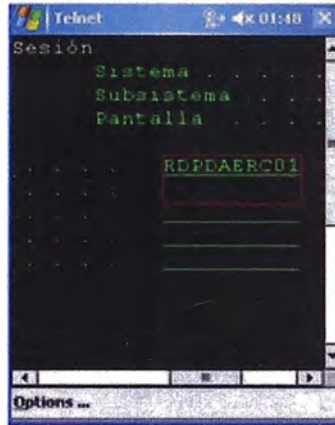 Telnet 01:48
Sesión
Sistema . . . . .
Subsistema . . .
Pantalla . . . .
. . . . . RDPDAERC01
. . . . .
. . . . .
. . . . .
. . . . .
Options ...